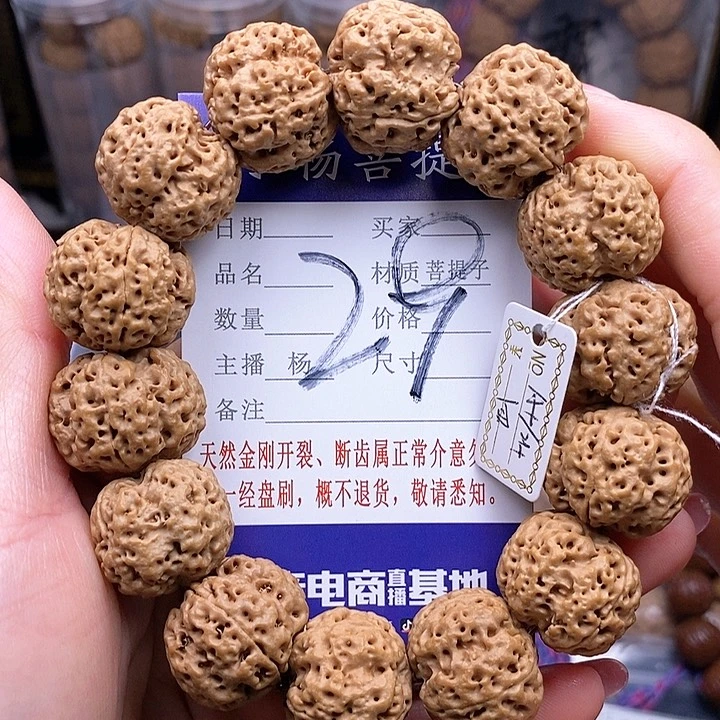 杨菩提
日期 买家
品名 材质 菩提子
数量 价格
主播 杨 尺寸
备注
29
天然金刚开裂、断齿属正常介意勿
一经盘刷，概不退货，敬请悉知。
电商直播基地
NO